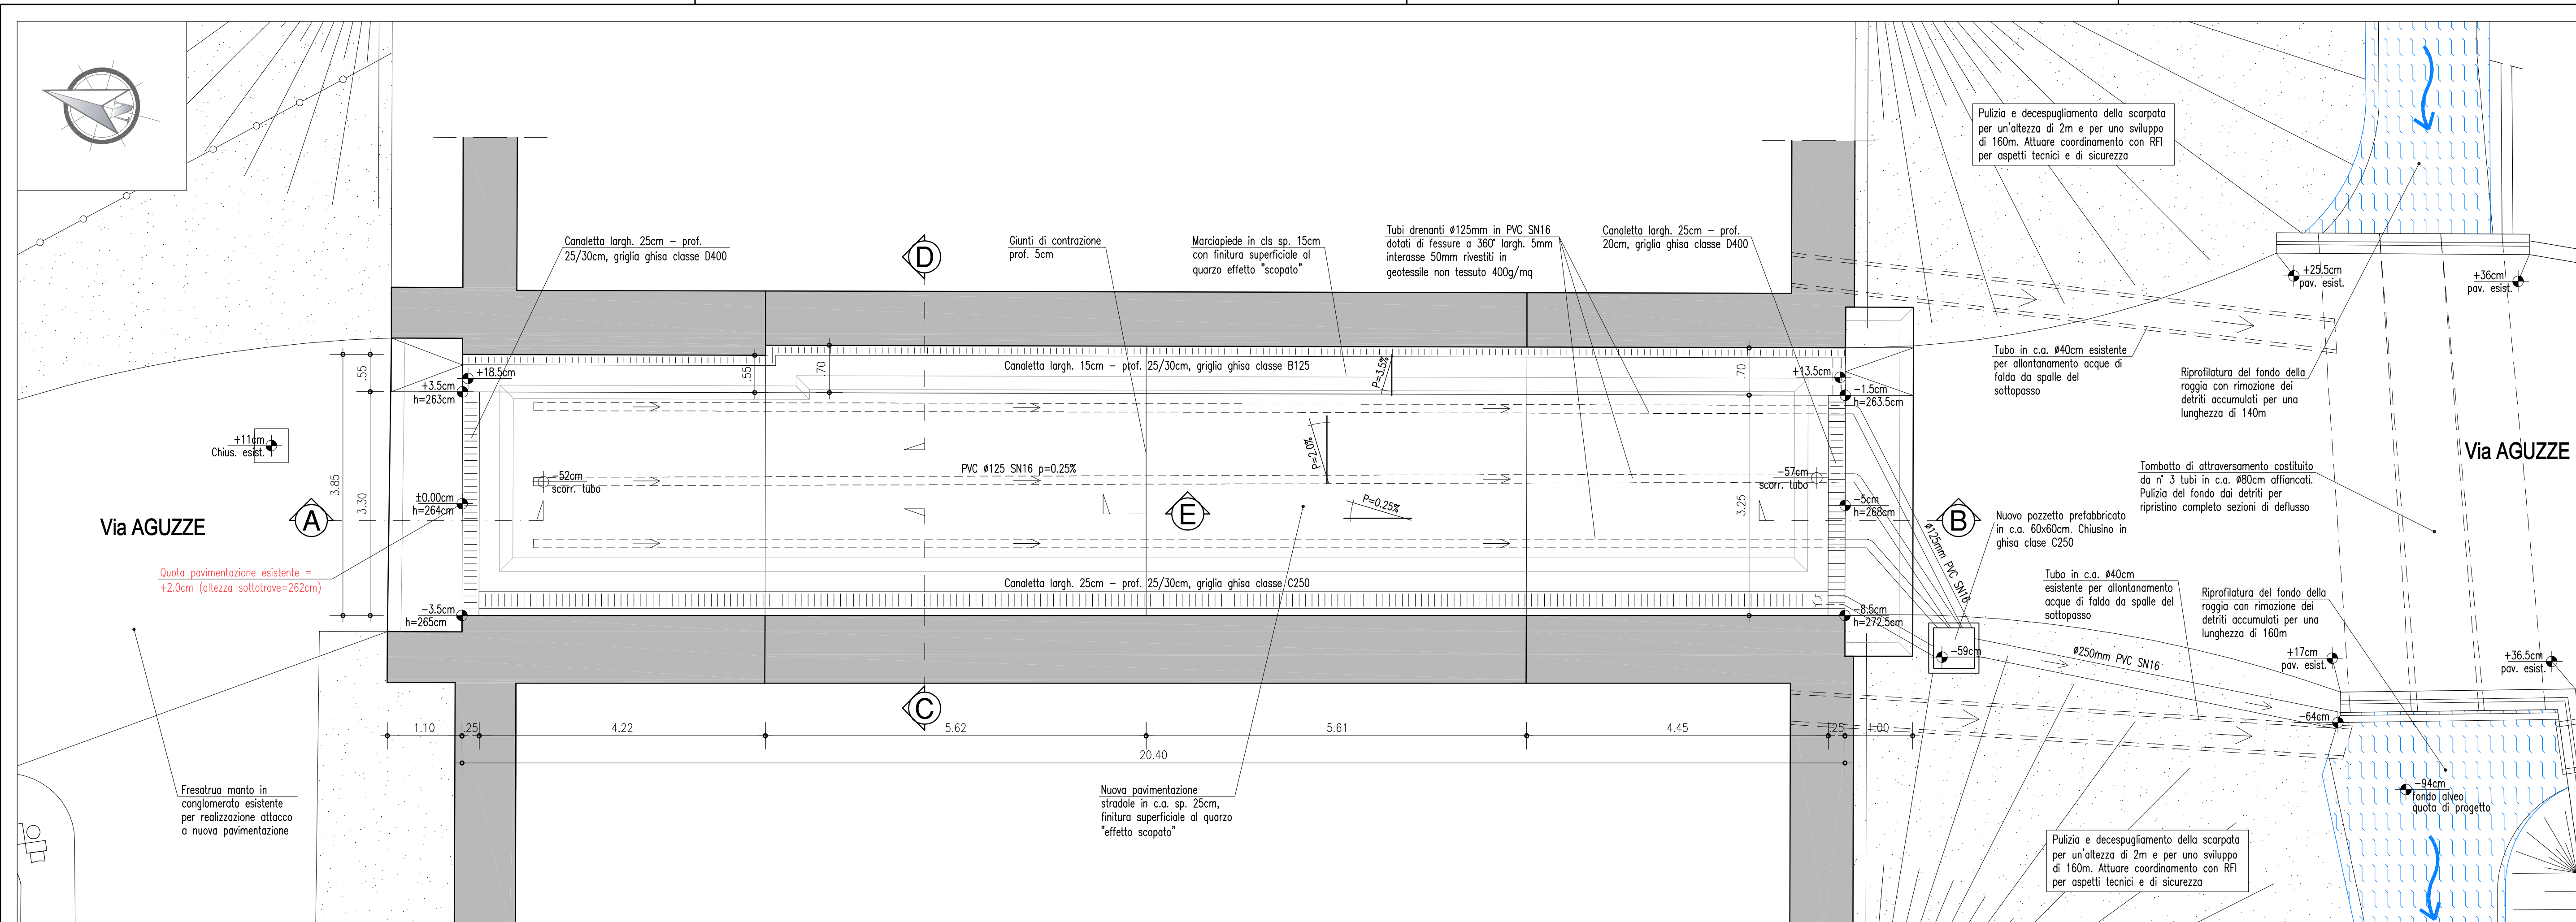 Pulizia e decespugliamento della scarpata
per un'altezza di 2m e per uno sviluppo
di 160m. Attuare coordinamento con RFI
per aspetti tecnici e di sicurezza
Canaletta largh. 25cm – prof.
25/30cm, griglia ghisa classe D400
D
Giunti di contrazione
prof. 5cm
Marciapiede in cls sp. 15cm
con finitura superficiale al
quarzo effetto "scopato"
Tubi drenanti ø125mm in PVC SN16
dotati di fessure a 360° largh. 5mm
interasse 50mm rivestiti in
geotessile non tessuto 400g/mq
Canaletta largh. 25cm – prof.
20cm, griglia ghisa classe D400
+25.5cm
pav. esist.
+36cm
pav. esist.
Tubo in c.a. ø40cm esistente
per allontanamento acque di
falda da spalle del
sottopasso
Riprofilatura del fondo della
roggia con rimozione dei
detriti accumulati per una
lunghezza di 140m
.55
+18.5cm
+3.5cm
h=263cm
.55
.70
Canaletta largh. 15cm – prof. 25/30cm, griglia ghisa classe B125
P=3.5%
.70
+13.5cm
−1.5cm
h=263.5cm
+11cm
Chius. esist.
3.85
3.30
−52cm
scorr. tubo
PVC ø125 SN16 p=0.25%
P=2.0%
P=0.25%
−57cm
scorr. tubo
3.25
−5cm
h=268cm
±0.00cm
h=264cm
Via AGUZZE
A
E
B
Via AGUZZE
Tombotto di attraversamento costituito
da n° 3 tubi in c.a. ø80cm affiancati.
Pulizia del fondo dai detriti per
ripristino completo sezioni di deflusso
Nuovo pozzetto prefabbricato
in c.a. 60x60cm. Chiusino in
ghisa clase C250
ø125mm PVC SN16
Quota pavimentazione esistente =
+2.0cm (altezza sottotrave=262cm)
−3.5cm
h=265cm
Canaletta largh. 25cm – prof. 25/30cm, griglia ghisa classe C250
−8.5cm
h=272.5cm
Tubo in c.a. ø40cm
esistente per allontanamento
acque di falda da spalle del
sottopasso
Riprofilatura del fondo della
roggia con rimozione dei
detriti accumulati per una
lunghezza di 160m
−59cm
ø250mm PVC SN16
+17cm
pav. esist.
+36.5cm
pav. esist.
−64cm
C
1.10
.25
4.22
5.62
5.61
4.45
.25
1.00
20.40
Fresatrua manto in
conglomerato esistente
per realizzazione attacco
a nuova pavimentazione
Nuova pavimentazione
stradale in c.a. sp. 25cm,
finitura superficiale al quarzo
"effetto scopato"
−94cm
fondo alveo
quota di progetto
Pulizia e decespugliamento della scarpata
per un'altezza di 2m e per uno sviluppo
di 160m. Attuare coordinamento con RFI
per aspetti tecnici e di sicurezza